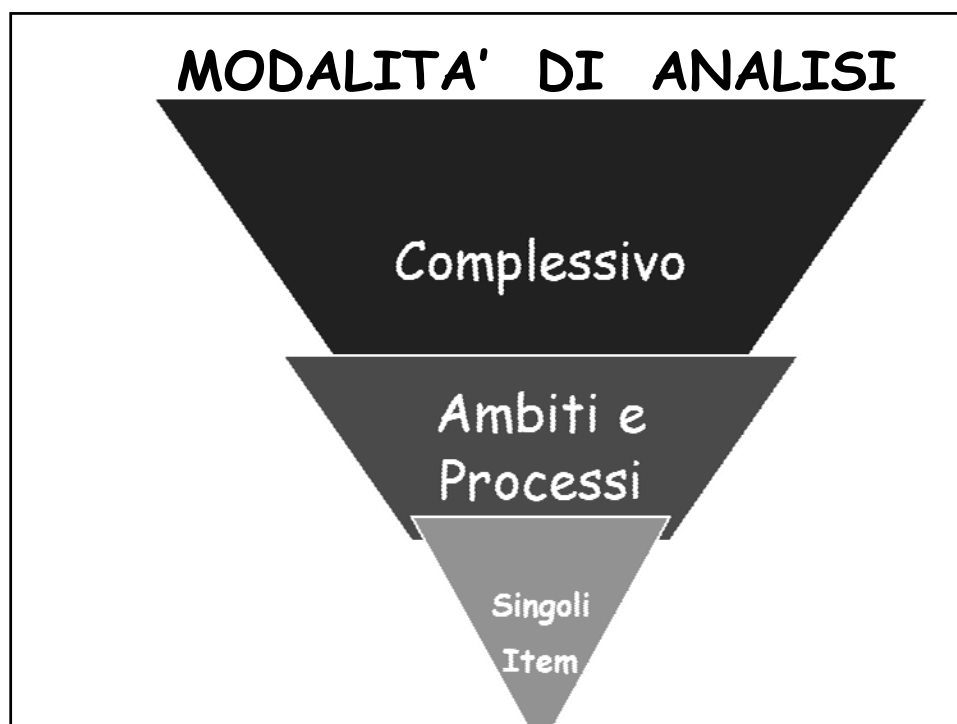 MODALITA' DI ANALISI
Complessivo
Ambiti e
Processi
Singoli
Item